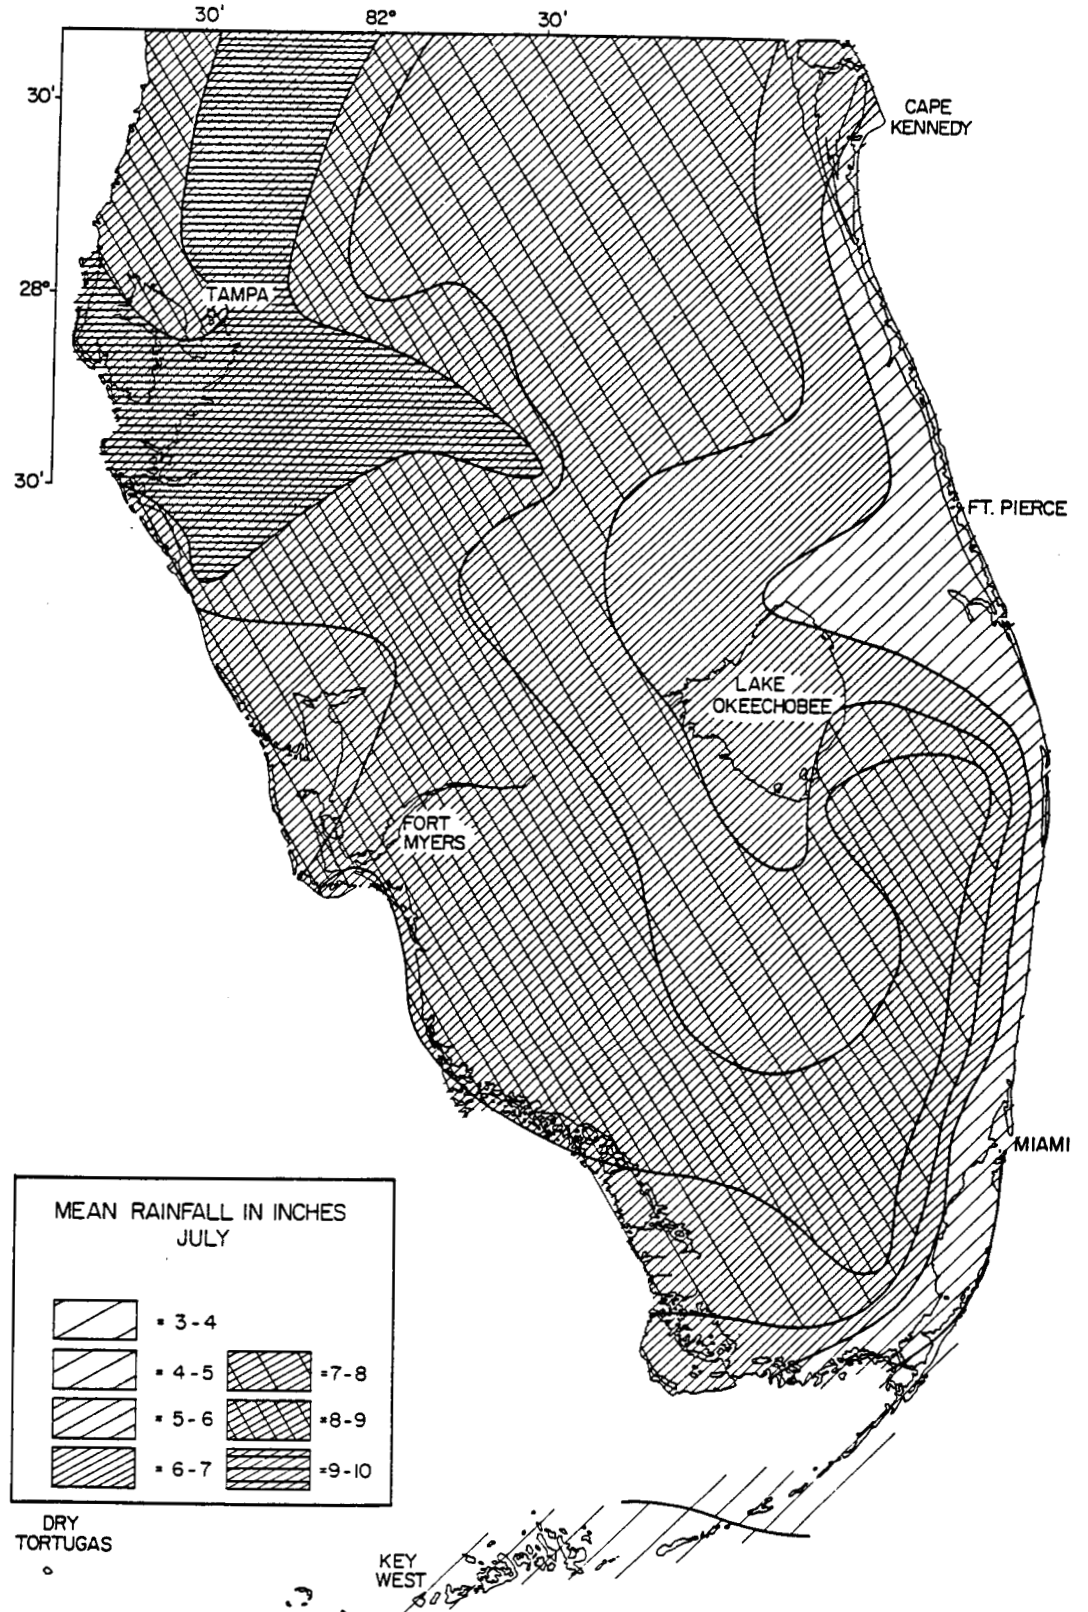 30' 82° 30'
30'
CAPE
KENNEDY
28°
TAMPA
30'
FT. PIERCE
LAKE
OKEECHOBEE
FORT
MYERS
MIAMI
MEAN RAINFALL IN INCHES
JULY
= 3-4
= 4-5 =7-8
= 5-6 =8-9
= 6-7 =9-10
DRY
TORTUGAS
KEY
WEST